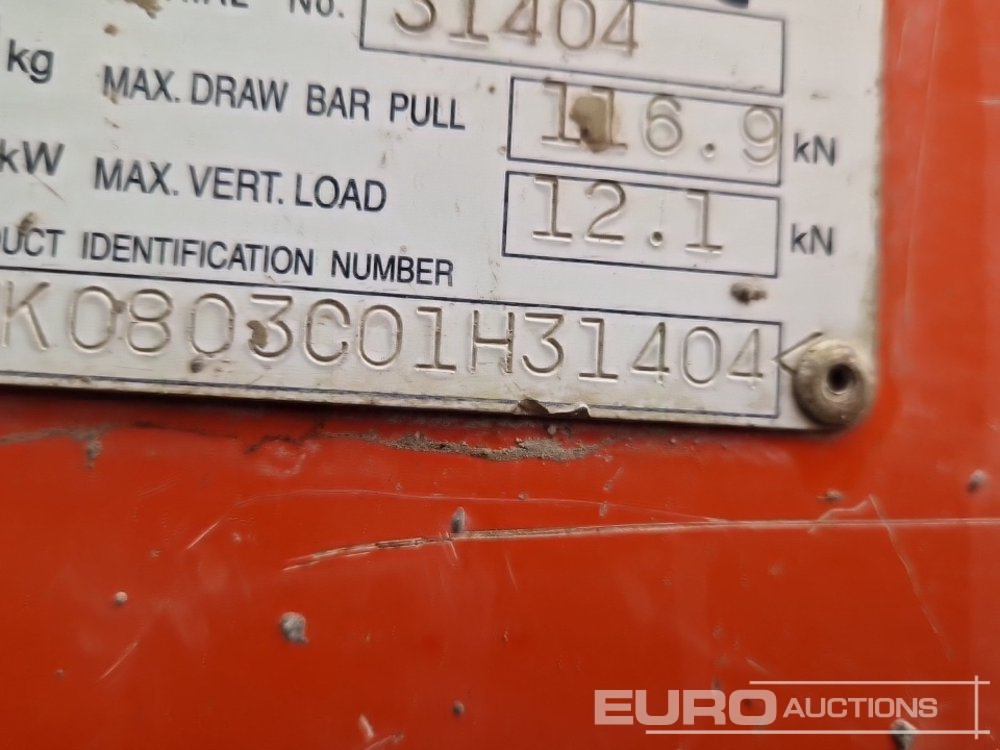 No. 31404
kg MAX. DRAW BAR PULL 116.9 kN
kW MAX. VERT. LOAD 12.1 kN
UCT IDENTIFICATION NUMBER
K0803C01H31404<
EURO AUCTIONS